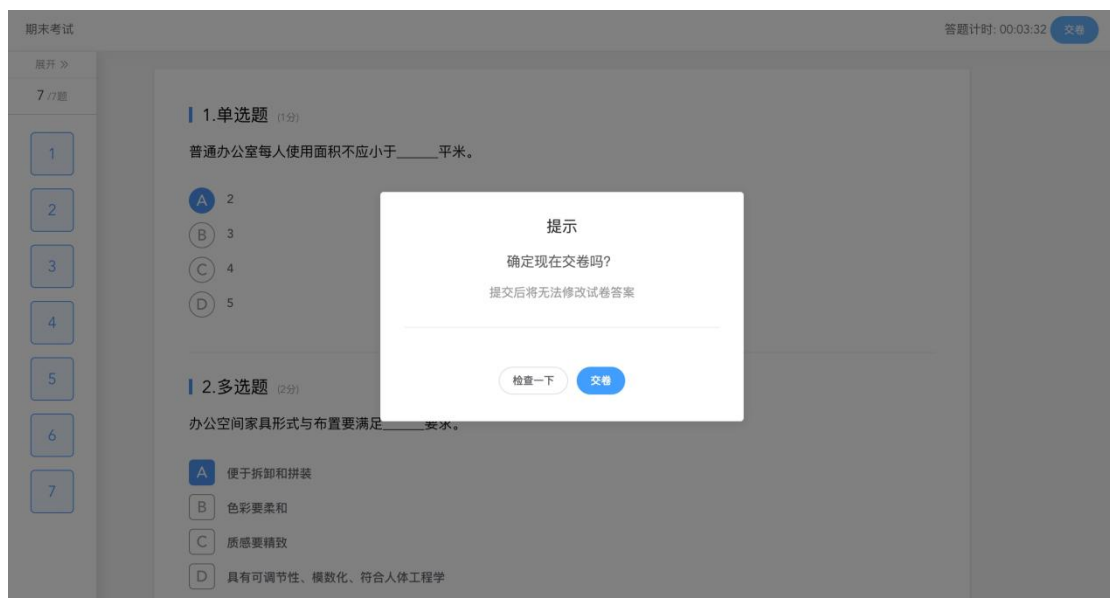 期末考试
答题计时: 00:03:32 交卷
展开 »
7 /7题
1
2
3
4
5
6
7
1.单选题 (1分)
普通办公室每人使用面积不应小于______平米。
A 2
B 3
C 4
D 5
2.多选题 (2分)
办公空间家具形式与布置要满足______要求。
A 便于拆卸和拼装
B 色彩要柔和
C 质感要精致
D 具有可调节性、模数化、符合人体工程学
提示
确定现在交卷吗?
提交后将无法修改试卷答案
检查一下 交卷